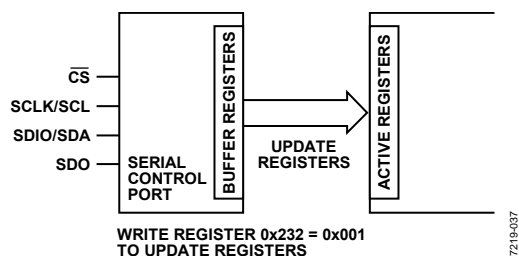 CS
SCLK/SCL
SDIO/SDA
SDO
SERIAL
CONTROL
PORT
BUFFER REGISTERS
UPDATE
REGISTERS
ACTIVE REGISTERS
WRITE REGISTER 0x232 = 0x001
TO UPDATE REGISTERS
7219-037